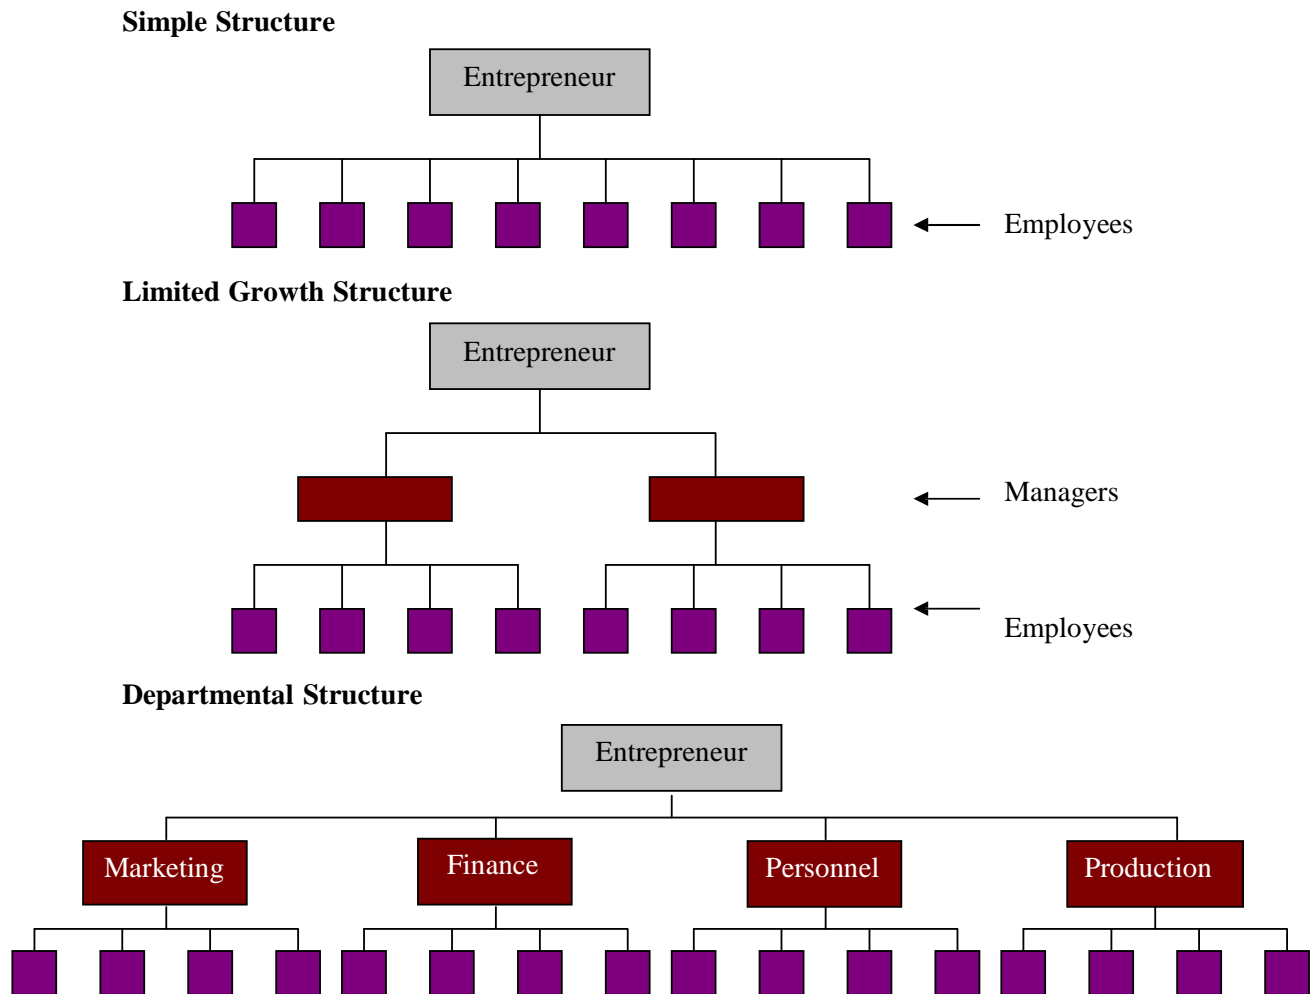 Simple Structure
Entrepreneur
Employees
Limited Growth Structure
Entrepreneur
Managers
Employees
Departmental Structure
Entrepreneur
Marketing
Finance
Personnel
Production